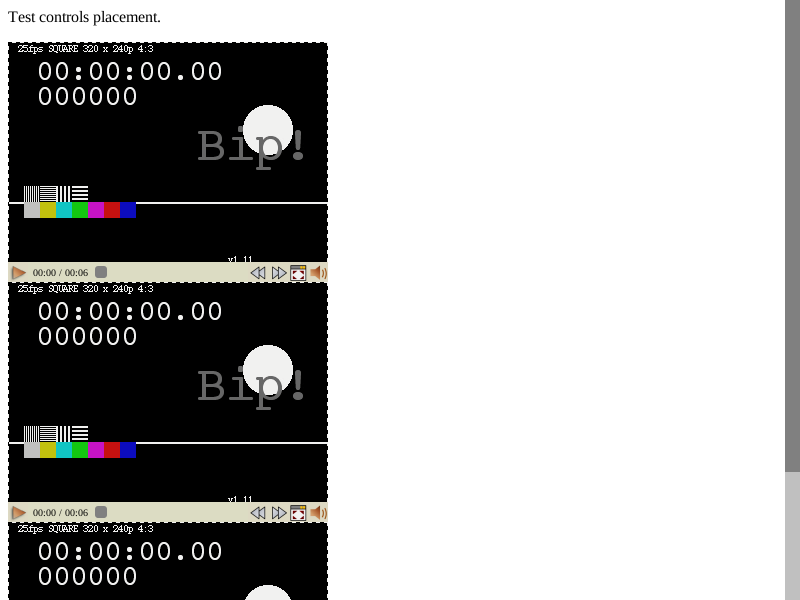 Test controls placement.
25fps SQUARE 320 x 240p 4:3
00:00:00.00
000000
Bip!
v1.11
00:00 / 00:06
25fps SQUARE 320 x 240p 4:3
00:00:00.00
000000
Bip!
v1.11
00:00 / 00:06
25fps SQUARE 320 x 240p 4:3
00:00:00.00
000000